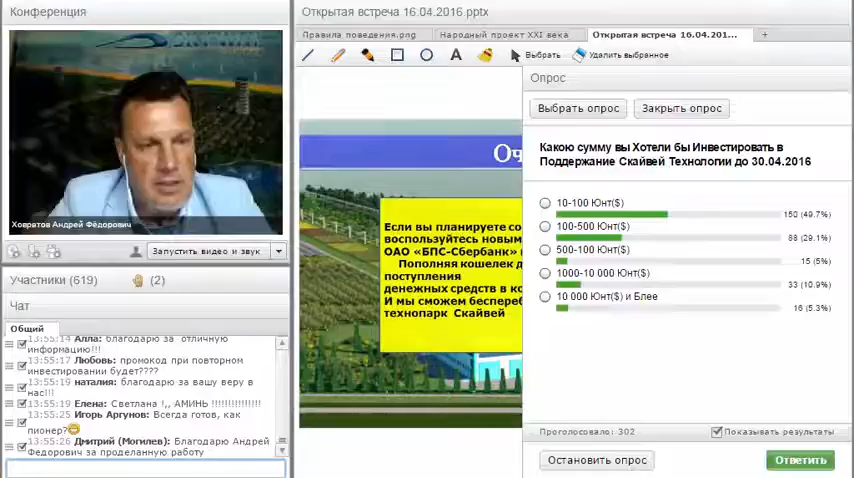 Конференция
Ховратов Андрей Фёдорович
Запустить видео и звук
Участники (619)
(2)
Чат
Общий
13:55:14 Алла: благодарю за отличную
информацию!!!
13:55:17 Любовь: промокод при повторном
инвестировании будет????
13:55:19 наталия: благодарю за вашу веру в
нас!!!
13:55:19 Елена: Светлана !,, АМИНЬ !!!!!!!!!!!!!!!
13:55:25 Игорь Аргунов: Всегда готов, как
пионер?
13:55:26 Дмитрий (Могилев): Благодарю Андрей
Федорович за проделанную работу
Открытая встреча 16.04.2016.pptx
Правила поведения.png
Народный проект XXI века
Открытая встреча 16.04.201...
+
A
Выбрать
Удалить выбранное
Оч
Если вы планируете со
воспользуйтесь новым
ОАО «БПС-Сбербанк»
Пополняя кошелек д
поступления
денежных средств в ко
И мы сможем бесперебо
технопарк Скайвей
Опрос
Выбрать опрос
Закрыть опрос
Какою сумму вы Хотели бы Инвестировать в
Поддержание Скайвей Технологии до 30.04.2016
10-100 Юнт($)
150 (49.7%)
100-500 Юнт($)
88 (29.1%)
500-100 Юнт($)
15 (5%)
1000-10 000 Юнт($)
33 (10.9%)
10 000 Юнт($) и Блее
16 (5.3%)
Проголосовало: 302
Показывать результаты
Остановить опрос
Ответить